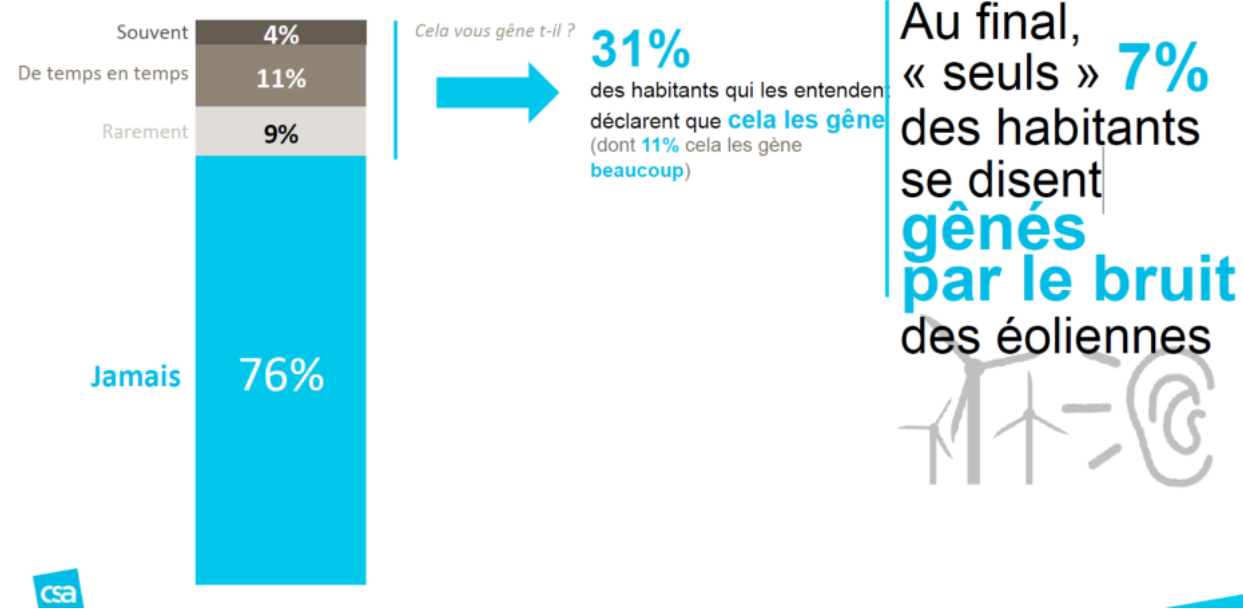 Souvent 4%
De temps en temps 11%
Rarement 9%
Jamais 76%
Cela vous gêne t-il ?
31%
des habitants qui les entendent
déclarent que cela les gêne
(dont 11% cela les gène
beaucoup)
Au final,
« seuls » 7%
des habitants
se disent
gênés
par le bruit
des éoliennes
csa